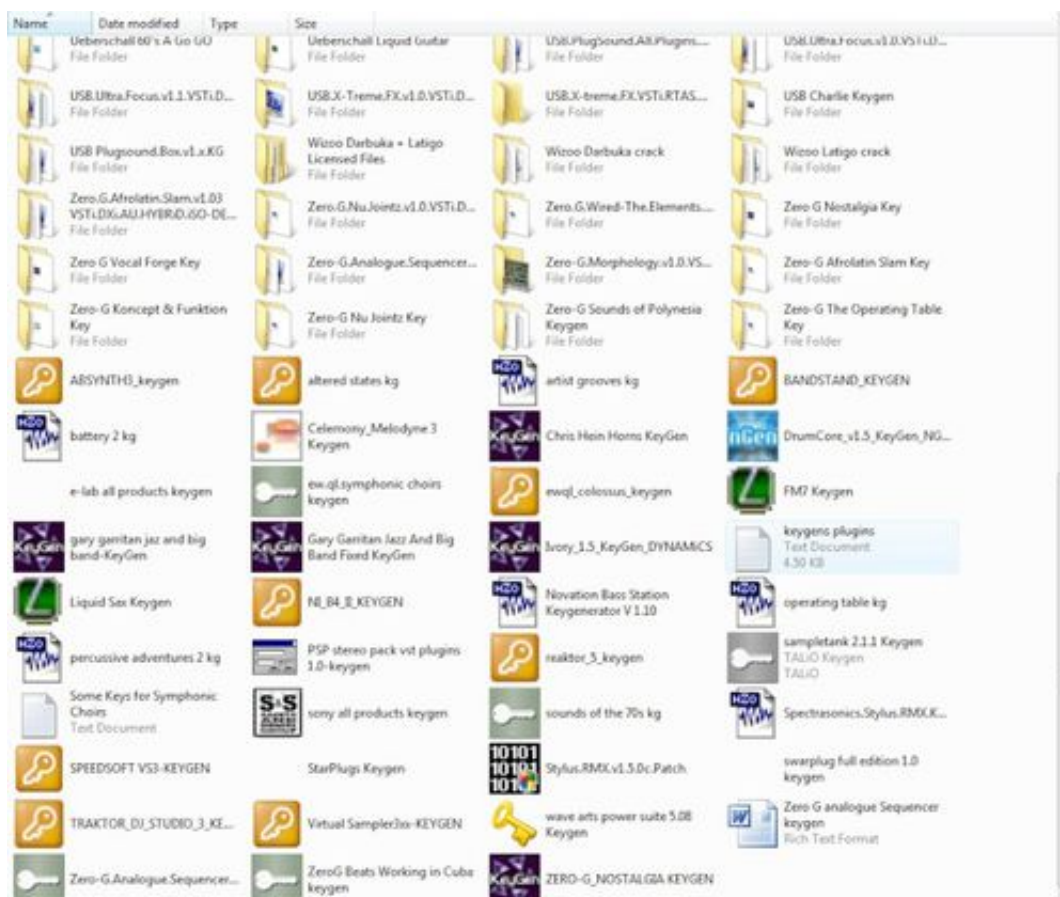 Name Date modified Type Size
Ueberschall 60's A Go GO
File Folder
Ueberschall Liquid Guitar
File Folder
USB.PlugSound.All.Plugins....
File Folder
USB.Ultra.Focus.v1.0.VSTi.D...
File Folder
USB.Ultra.Focus.v1.1.VSTi.D...
File Folder
USB.X-Treme.FX.v1.0.VSTi.D...
File Folder
USB.X-treme.FX.VSTi.RTAS....
File Folder
USB Charlie Keygen
File Folder
USB Plugsound.Box.v1.x.KG
File Folder
Wizoo Darbuka + Latigo
Licensed Files
File Folder
Wizoo Darbuka crack
File Folder
Wizoo Latigo crack
File Folder
Zero.G.Afrolatin.Slam.v1.03
VSTi.DXi.AU.HYBRiD.iSO-DE...
File Folder
Zero.G.Nu.Jointz.v1.0.VSTi.D...
File Folder
Zero.G.Wired-The.Elements....
File Folder
Zero G Nostalgia Key
File Folder
Zero G Vocal Forge Key
File Folder
Zero-G.Analogue.Sequencer...
File Folder
Zero-G.Morphology.v1.0.VS...
File Folder
Zero-G Afrolatin Slam Key
File Folder
Zero-G Koncept & Funktion
Key
File Folder
Zero-G Nu Jointz Key
File Folder
Zero-G Sounds of Polynesia
Keygen
File Folder
Zero-G The Operating Table
Key
File Folder
ABSYNTH3_keygen
altered states kg
H2O
artist grooves kg
BANDSTAND_KEYGEN
H2O
battery 2 kg
Celemony_Melodyne 3
Keygen
KeyGen
Chris Hein Horns KeyGen
nGen
DrumCore_v1.5_KeyGen_NG...
e-lab all products keygen
ew.ql.symphonic choirs
keygen
ewql_colossus_keygen
FM7 Keygen
KeyGen
gary garritan jaz and big
band-KeyGen
KeyGen
Gary Garritan Jazz And Big
Band Fixed KeyGen
KeyGen
Ivory_1.5_KeyGen_DYNAMiCS
keygens plugins
Text Document
4.50 KB
Liquid Sax Keygen
NI_B4_II_KEYGEN
H2O
Novation Bass Station
Keygenerator V 1.10
H2O
operating table kg
H2O
percussive adventures 2 kg
PSP stereo pack vst plugins
1.0-keygen
reaktor_5_keygen
sampletank 2.1.1 Keygen
TALiO Keygen
TALiO
Some Keys for Symphonic
Choirs
Text Document
S&S
sony all products keygen
sounds of the 70s kg
H2O
Spectrasonics.Stylus.RMX.K...
SPEEDSOFT VS3-KEYGEN
StarPlugs Keygen
10101
Stylus.RMX.v1.5.0c.Patch
swarplug full edition 1.0
keygen
TRAKTOR_DJ_STUDIO_3_KE...
Virtual Sampler3xx-KEYGEN
wave arts power suite 5.08
Keygen
Zero G analogue Sequencer
keygen
Rich Text Format
Zero-G.Analogue.Sequencer...
ZeroG Beats Working in Cuba
keygen
KeyGen
ZERO-G_NOSTALGIA KEYGEN